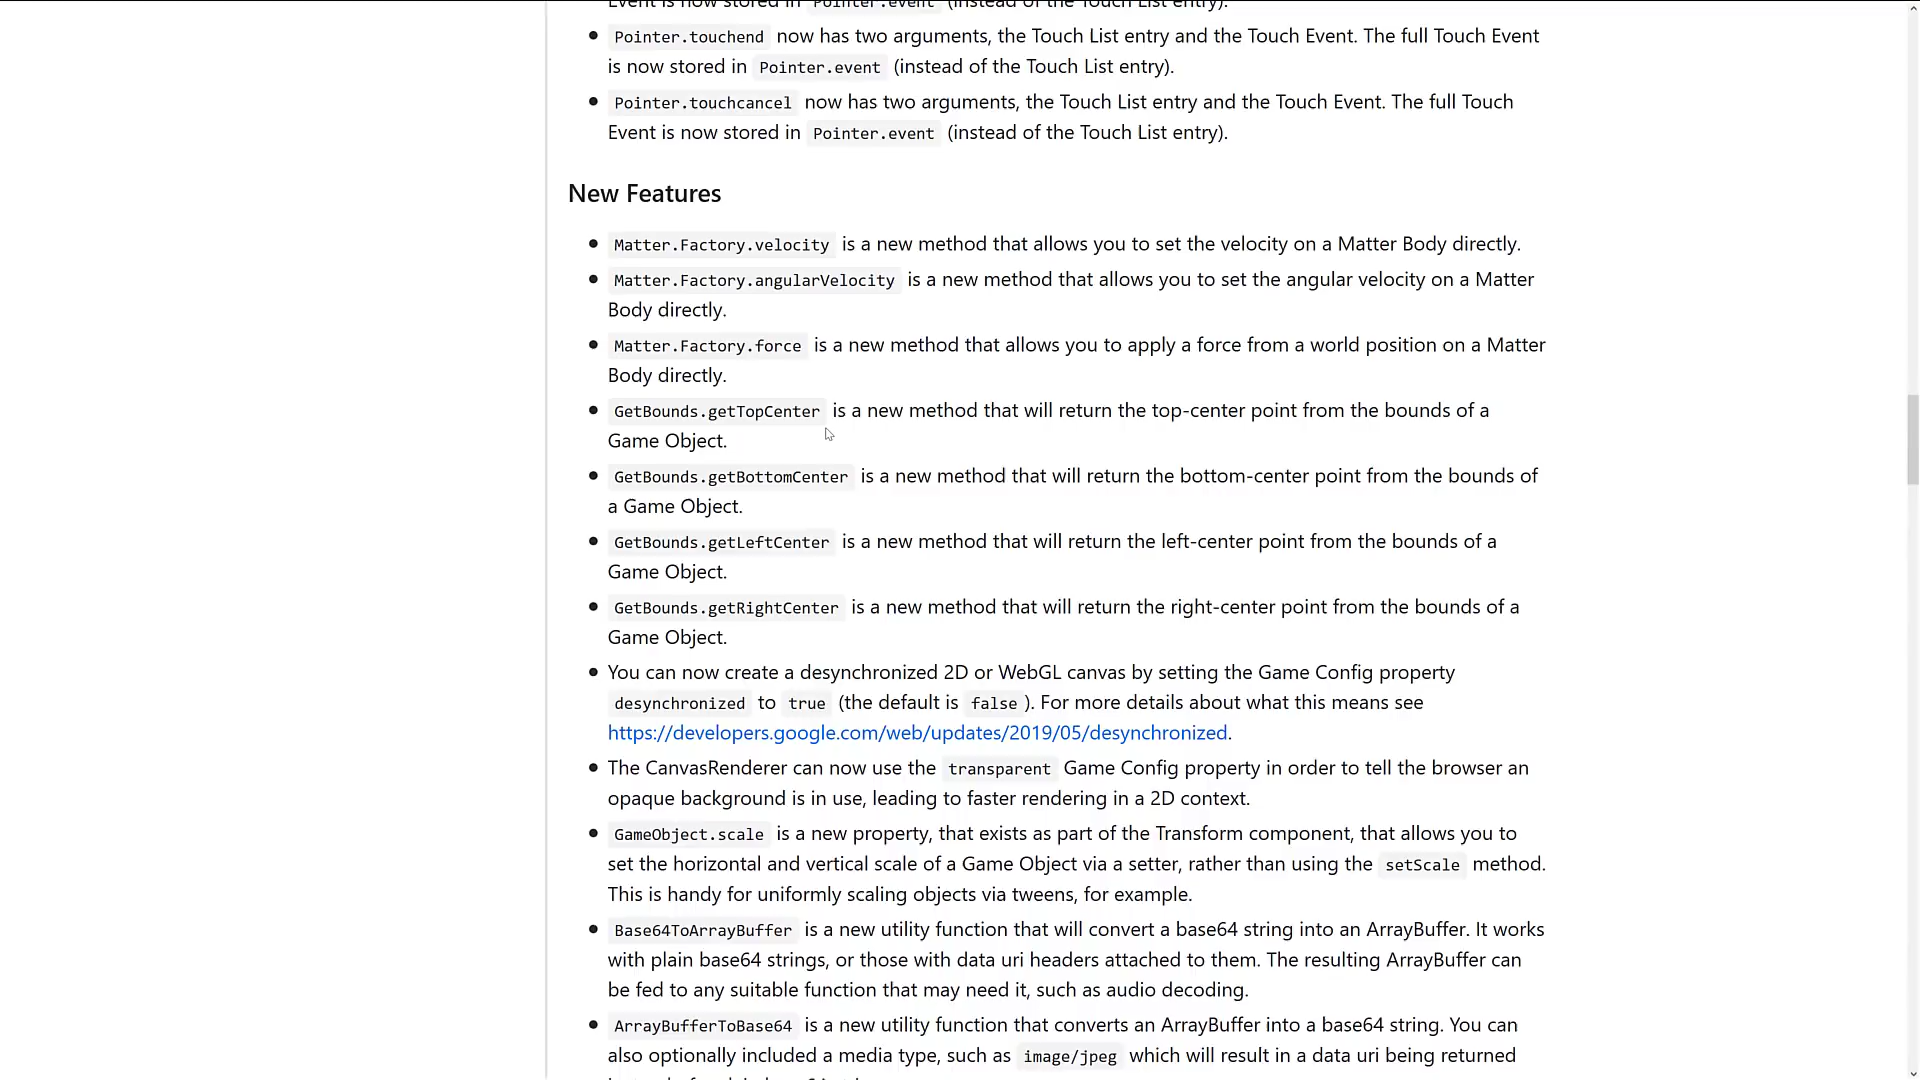 Event is now stored in Pointer.event (instead of the Touch List entry).
Pointer.touchend now has two arguments, the Touch List entry and the Touch Event. The full Touch Event
is now stored in Pointer.event (instead of the Touch List entry).
Pointer.touchcancel now has two arguments, the Touch List entry and the Touch Event. The full Touch
Event is now stored in Pointer.event (instead of the Touch List entry).
New Features
Matter.Factory.velocity is a new method that allows you to set the velocity on a Matter Body directly.
Matter.Factory.angularVelocity is a new method that allows you to set the angular velocity on a Matter
Body directly.
Matter.Factory.force is a new method that allows you to apply a force from a world position on a Matter
Body directly.
GetBounds.getTopCenter is a new method that will return the top-center point from the bounds of a
Game Object.
GetBounds.getBottomCenter is a new method that will return the bottom-center point from the bounds of
a Game Object.
GetBounds.getLeftCenter is a new method that will return the left-center point from the bounds of a
Game Object.
GetBounds.getRightCenter is a new method that will return the right-center point from the bounds of a
Game Object.
You can now create a desynchronized 2D or WebGL canvas by setting the Game Config property
desynchronized to true (the default is false ). For more details about what this means see
https://developers.google.com/web/updates/2019/05/desynchronized.
The CanvasRenderer can now use the transparent Game Config property in order to tell the browser an
opaque background is in use, leading to faster rendering in a 2D context.
GameObject.scale is a new property, that exists as part of the Transform component, that allows you to
set the horizontal and vertical scale of a Game Object via a setter, rather than using the setScale method.
This is handy for uniformly scaling objects via tweens, for example.
Base64ToArrayBuffer is a new utility function that will convert a base64 string into an ArrayBuffer. It works
with plain base64 strings, or those with data uri headers attached to them. The resulting ArrayBuffer can
be fed to any suitable function that may need it, such as audio decoding.
ArrayBufferToBase64 is a new utility function that converts an ArrayBuffer into a base64 string. You can
also optionally included a media type, such as image/jpeg which will result in a data uri being returned